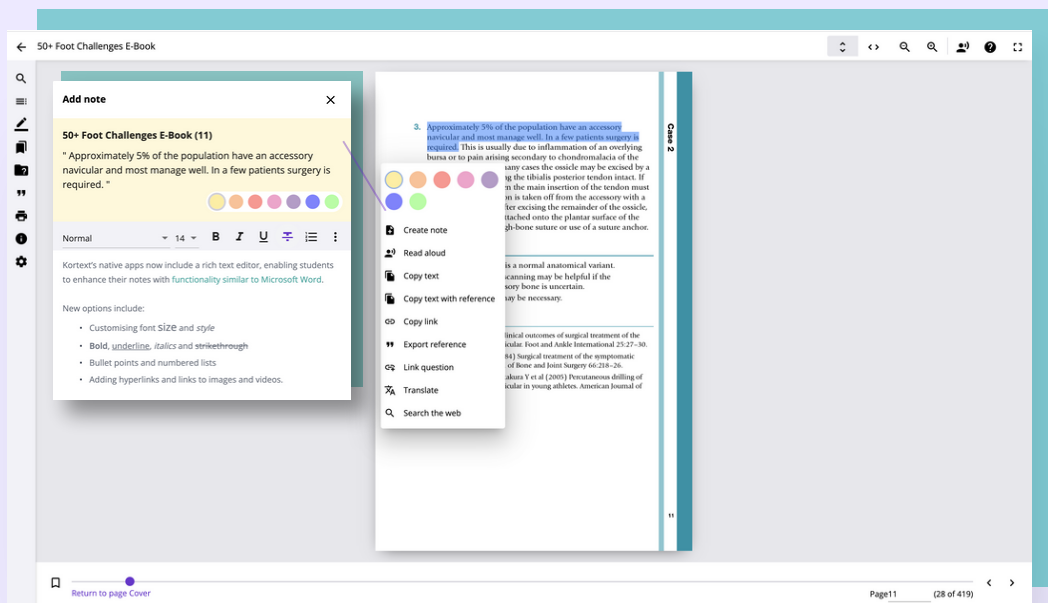 50+ Foot Challenges E-Book
Add note
50+ Foot Challenges E-Book (11)
" Approximately 5% of the population have an accessory
navicular and most manage well. In a few patients surgery is
required. "
Normal
14
B I U
Kortext's native apps now include a rich text editor, enabling students
to enhance their notes with functionality similar to Microsoft Word.
New options include:
• Customising font size and style
• Bold, underline, italics and strikethrough
• Bullet points and numbered lists
• Adding hyperlinks and links to images and videos.
3. Approximately 5% of the population have an accessory
navicular and most manage well. In a few patients surgery is
required. This is usually due to inflammation of an overlying
bursa or to pain arising secondary to chondromalacia of the
many cases the ossicle may be excised by a
ng the tibialis posterior tendon intact. If
n the main insertion of the tendon must
on is taken off from the accessory with a
fter excising the remainder of the ossicle,
ttached onto the plantar surface of the
gh-bone suture or use of a suture anchor.
is a normal anatomical variant.
scanning may be helpful if the
sory bone is uncertain.
nay be necessary.
linical outcomes of surgical treatment of the
icular. Foot and Ankle International 25:27–30.
84) Surgical treatment of the symptomatic
of Bone and Joint Surgery 66:218–26.
akura Y et al (2005) Percutaneous drilling of
icular in young athletes. American Journal of
Case 2
11
Create note
Read aloud
Copy text
Copy text with reference
Copy link
Export reference
Link question
Translate
Search the web
Return to page Cover
Page11
(28 of 419)